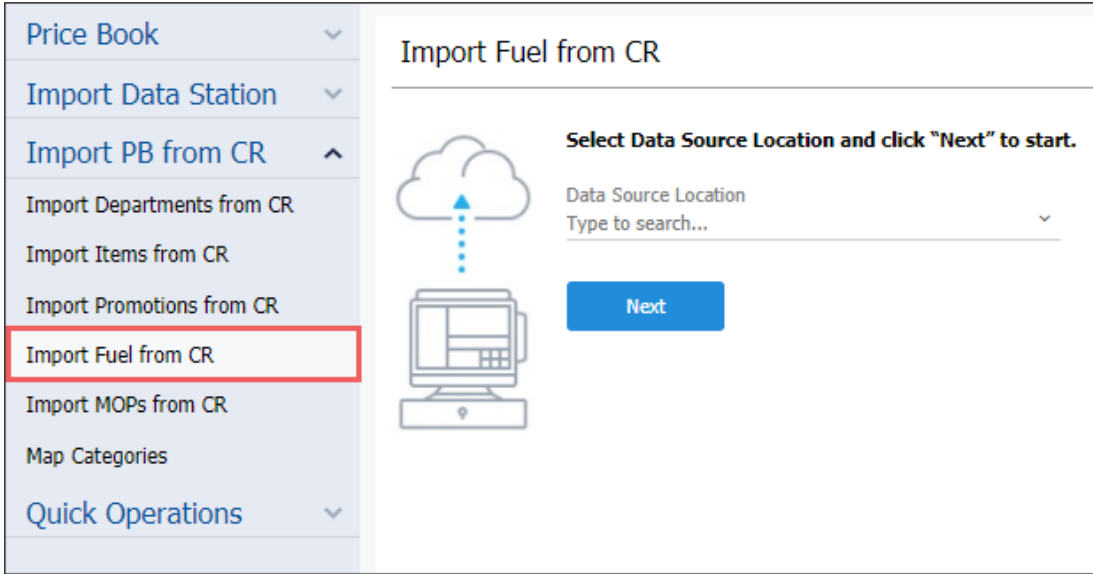 Price Book
Import Data Station
Import PB from CR
Import Departments from CR
Import Items from CR
Import Promotions from CR
Import Fuel from CR
Import MOPs from CR
Map Categories
Quick Operations
Import Fuel from CR
Select Data Source Location and click “Next” to start.
Data Source Location
Type to search...
Next